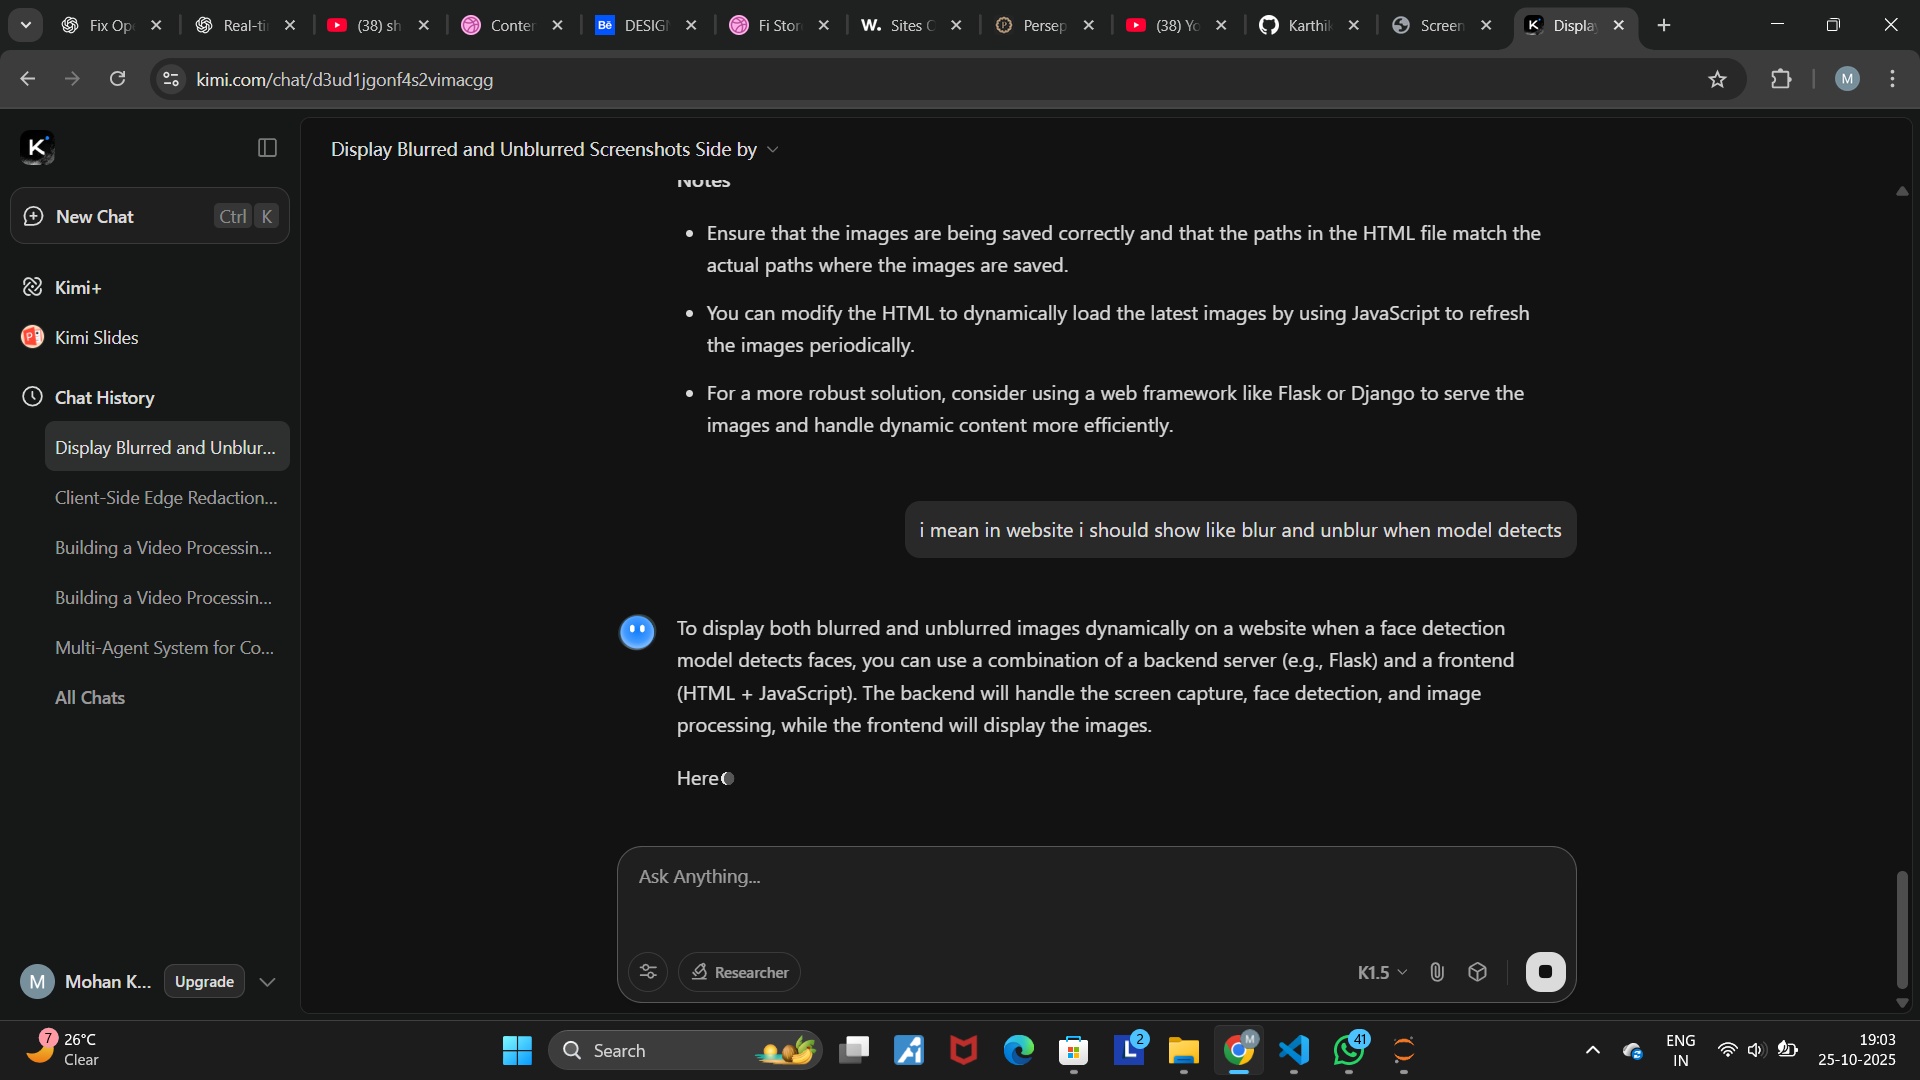 Fix Op
Real-ti
(38) sh
Conter
Bē
DESIGN
Fi Stor
W.
Sites
Persep
(38) Yo
Karthik
Screen
K
Displa
kimi.com/chat/d3ud1jgonf4s2vimacgg
M
K
Display Blurred and Unblurred Screenshots Side by
New Chat
Ctrl K
Kimi+
Kimi Slides
Chat History
Display Blurred and Unblur...
Client-Side Edge Redaction...
Building a Video Processin...
Building a Video Processin...
Multi-Agent System for Co...
All Chats
Notes
• Ensure that the images are being saved correctly and that the paths in the HTML file match the
actual paths where the images are saved.
• You can modify the HTML to dynamically load the latest images by using JavaScript to refresh
the images periodically.
• For a more robust solution, consider using a web framework like Flask or Django to serve the
images and handle dynamic content more efficiently.
i mean in website i should show like blur and unblur when model detects
To display both blurred and unblurred images dynamically on a website when a face detection
model detects faces, you can use a combination of a backend server (e.g., Flask) and a frontend
(HTML + JavaScript). The backend will handle the screen capture, face detection, and image
processing, while the frontend will display the images.
Here
Ask Anything...
Researcher
K1.5
M
Mohan K...
Upgrade
7
26°C
Clear
Search
L
2
M
41
ENG
IN
19:03
25-10-2025